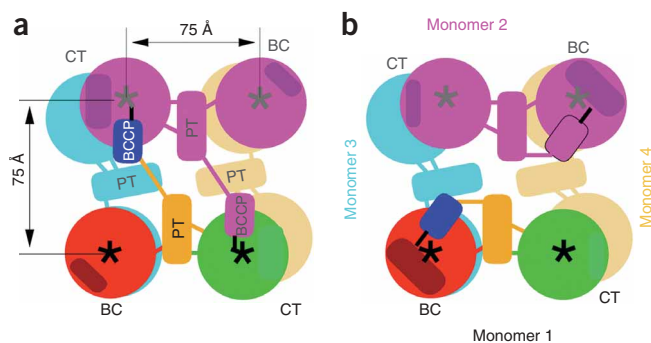 a
75 Å
CT
BC
b
Monomer 2
CT
BC
*
*
*
*
BCCP
PT
75 Å
PT
PT
Monomer 3
Monomer 4
BCCP
PT
*
*
*
*
BC
CT
BC
CT
Monomer 1